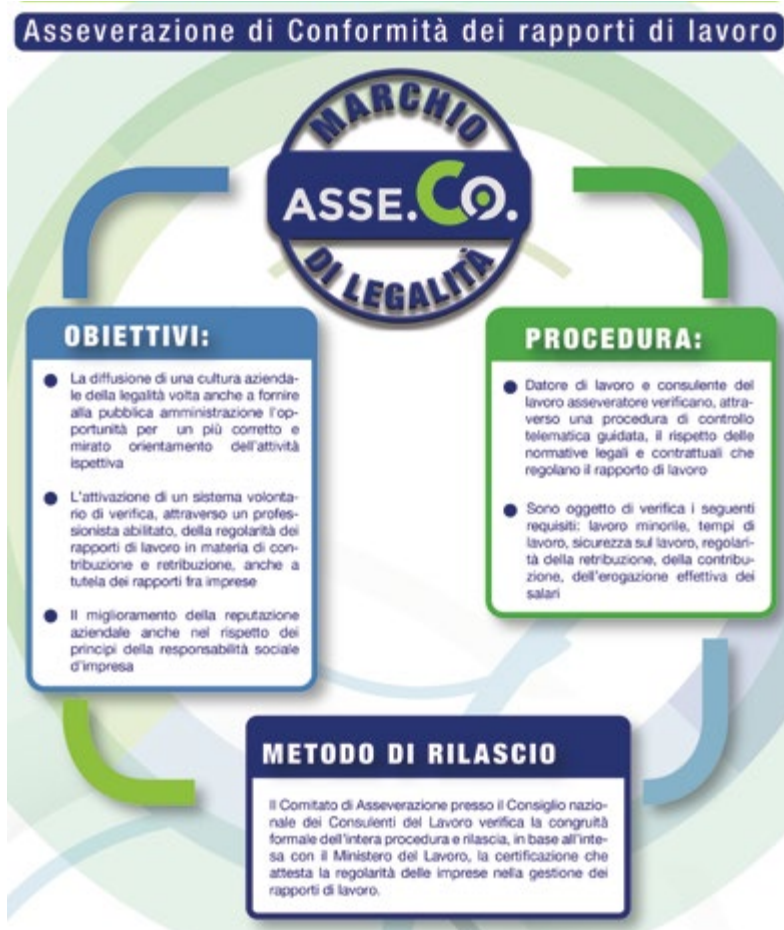 Asseverazione di Conformità dei rapporti di lavoro
MARCHIO
ASSE.Co.
DI LEGALITÀ
OBIETTIVI:
● La diffusione di una cultura azienda-
le della legalità volta anche a fornire
alla pubblica amministrazione l'op-
portunità per un più corretto e
mirato orientamento dell'attività
ispettiva
● L'attivazione di un sistema volonta-
rio di verifica, attraverso un profes-
sionista abilitato, della regolarità dei
rapporti di lavoro in materia di con-
tribuzione e retribuzione, anche a
tutela dei rapporti fra imprese
● Il miglioramento della reputazione
aziendale anche nel rispetto dei
principi della responsabilità sociale
d'impresa
PROCEDURA:
● Datore di lavoro e consulente del
lavoro asseveratore verificano, attra-
verso una procedura di controllo
telematica guidata, il rispetto delle
normative legali e contrattuali che
regolano il rapporto di lavoro
● Sono oggetto di verifica i seguenti
requisiti: lavoro minorile, tempi di
lavoro, sicurezza sul lavoro, regolari-
tà della retribuzione, della contribu-
zione, dell'erogazione effettiva dei
salari
METODO DI RILASCIO
Il Comitato di Asseverazione presso il Consiglio nazio-
nale dei Consulenti del Lavoro verifica la congruità
formale dell'intera procedura e rilascia, in base all'inte-
sa con il Ministero del Lavoro, la certificazione che
attesta la regolarità delle imprese nella gestione dei
rapporti di lavoro.